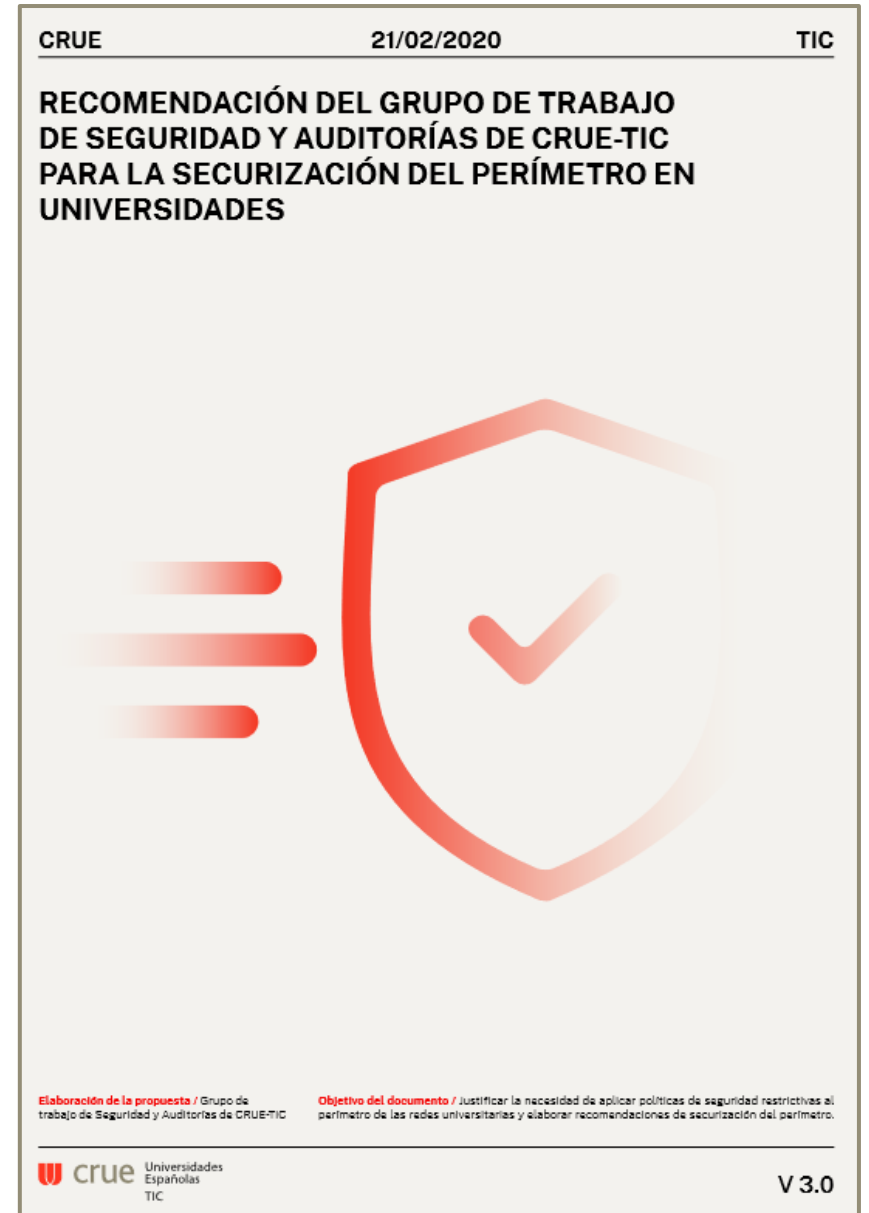 CRUE 21/02/2020 TIC
RECOMENDACIÓN DEL GRUPO DE TRABAJO
DE SEGURIDAD Y AUDITORÍAS DE CRUE-TIC
PARA LA SECURIZACIÓN DEL PERÍMETRO EN
UNIVERSIDADES
Elaboración de la propuesta / Grupo de
trabajo de Seguridad y Auditorías de CRUE-TIC
Objetivo del documento / Justificar la necesidad de aplicar políticas de seguridad restrictivas al
perímetro de las redes universitarias y elaborar recomendaciones de securización del perímetro.
crue Universidades
Españolas
TIC
V 3.0